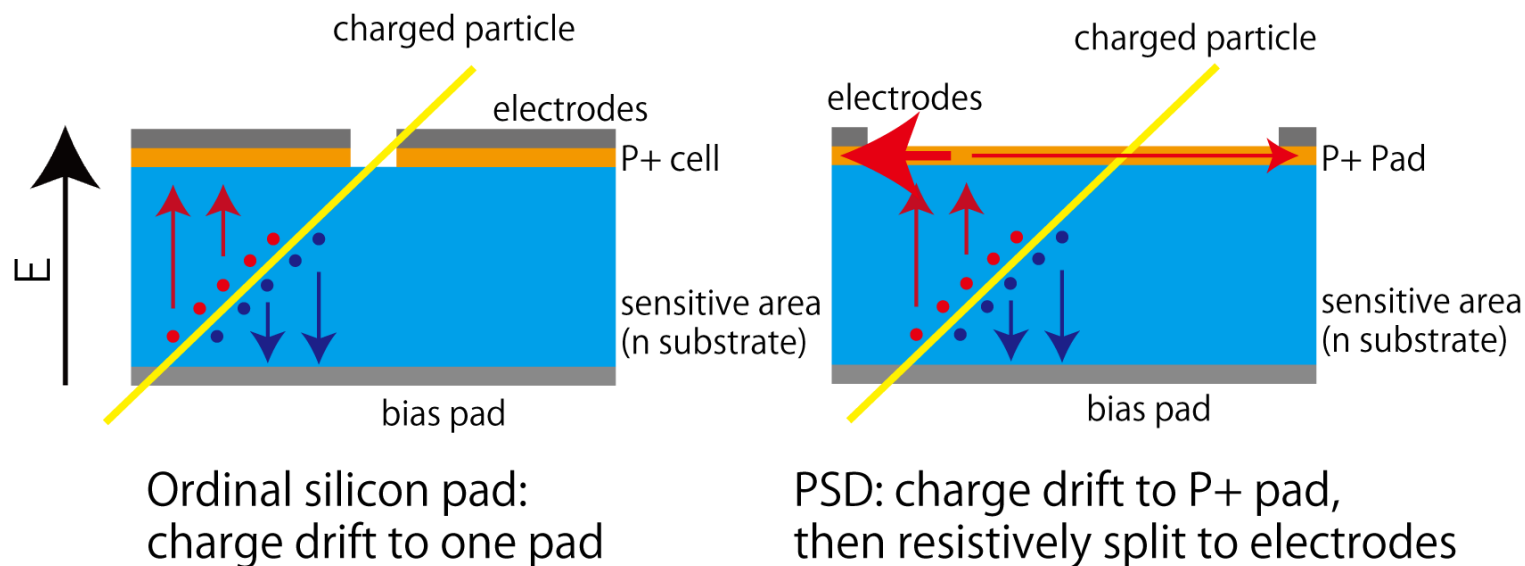 charged particle
electrodes
P+ cell
E
sensitive area
(n substrate)
bias pad
Ordinal silicon pad:
charge drift to one pad
charged particle
electrodes
P+ Pad
sensitive area
(n substrate)
bias pad
PSD: charge drift to P+ pad,
then resistively split to electrodes